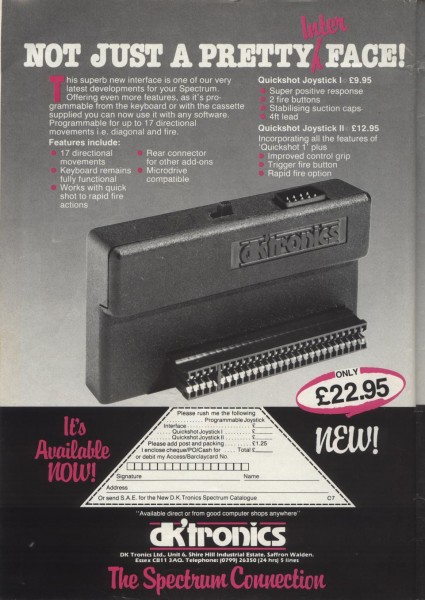 Inter
NOT JUST A PRETTY FACE!
This superb new interface is one of our very
latest developments for your Spectrum.
Offering even more features, as it's pro-
grammable from the keyboard or with the cassette
supplied you can now use it with any software.
Programmable for up to 17 directional
movements i.e. diagonal and fire.
Features include:
17 directional
movements
Keyboard remains
fully functional
Works with quick
shot to rapid fire
actions
Rear connector
for other add-ons
Microdrive
compatible
Quickshot Joystick I £9.95
Super positive response
2 fire buttons
Stabilising suction caps
4ft lead
Quickshot Joystick II £12.95
Incorporating all the features of
'Quickshot 1' plus
Improved control grip
Trigger fire button
Rapid fire option
dk'tronics
ONLY
£22.95
NEW!
It's
Available
NOW!
Please rush me the following
Programmable Joystick
Interface £
Quickshot Joystick I £
Quickshot Joystick II £
Please add post and packing £1.25
I enclose cheque/PO/Cash for Total £
or debit my Access/Barclaycard No.
Signature Name
Address
Or send S.A.E. for the New D.K.Tronics Spectrum Catalogue C7
"Available direct or from good computer shops anywhere"
dk'tronics
DK Tronics Ltd., Unit 6, Shire Hill Industrial Estate, Saffron Walden,
Essex CB11 3AQ. Telephone: (0799) 26350 (24 hrs) 5 lines
The Spectrum Connection